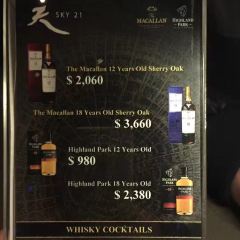 天 SKY 21
THE
MACALLAN
HIGHLAND
PARK
The Macallan 12 Years Old Sherry Oak
$ 2,060
The Macallan 18 Years Old Sherry Oak
$ 3,660
Highland Park 12 Years Old
$ 980
Highland Park 18 Years Old
$ 2,380
WHISKY COCKTAILS